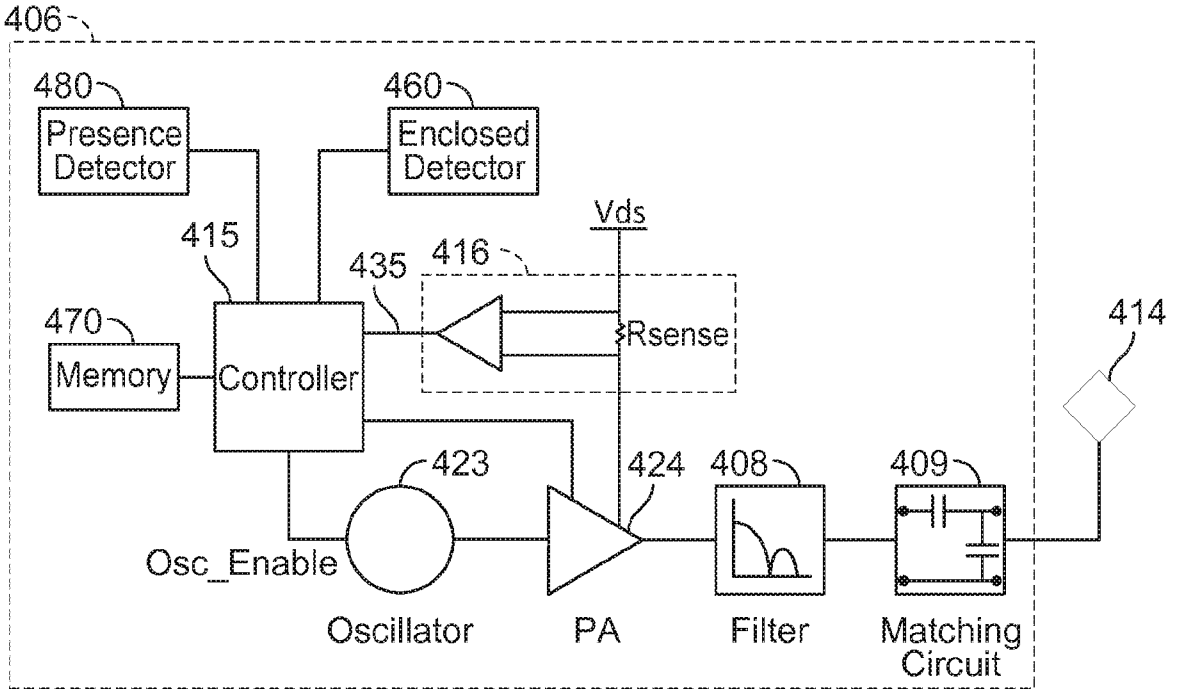 406
480
460
Presence
Detector
Enclosed
Detector
Vds
415
416
435
Rsense
414
470
Memory
Controller
423
424
408
409
Osc_Enable
Oscillator
PA
Filter
Matching
Circuit